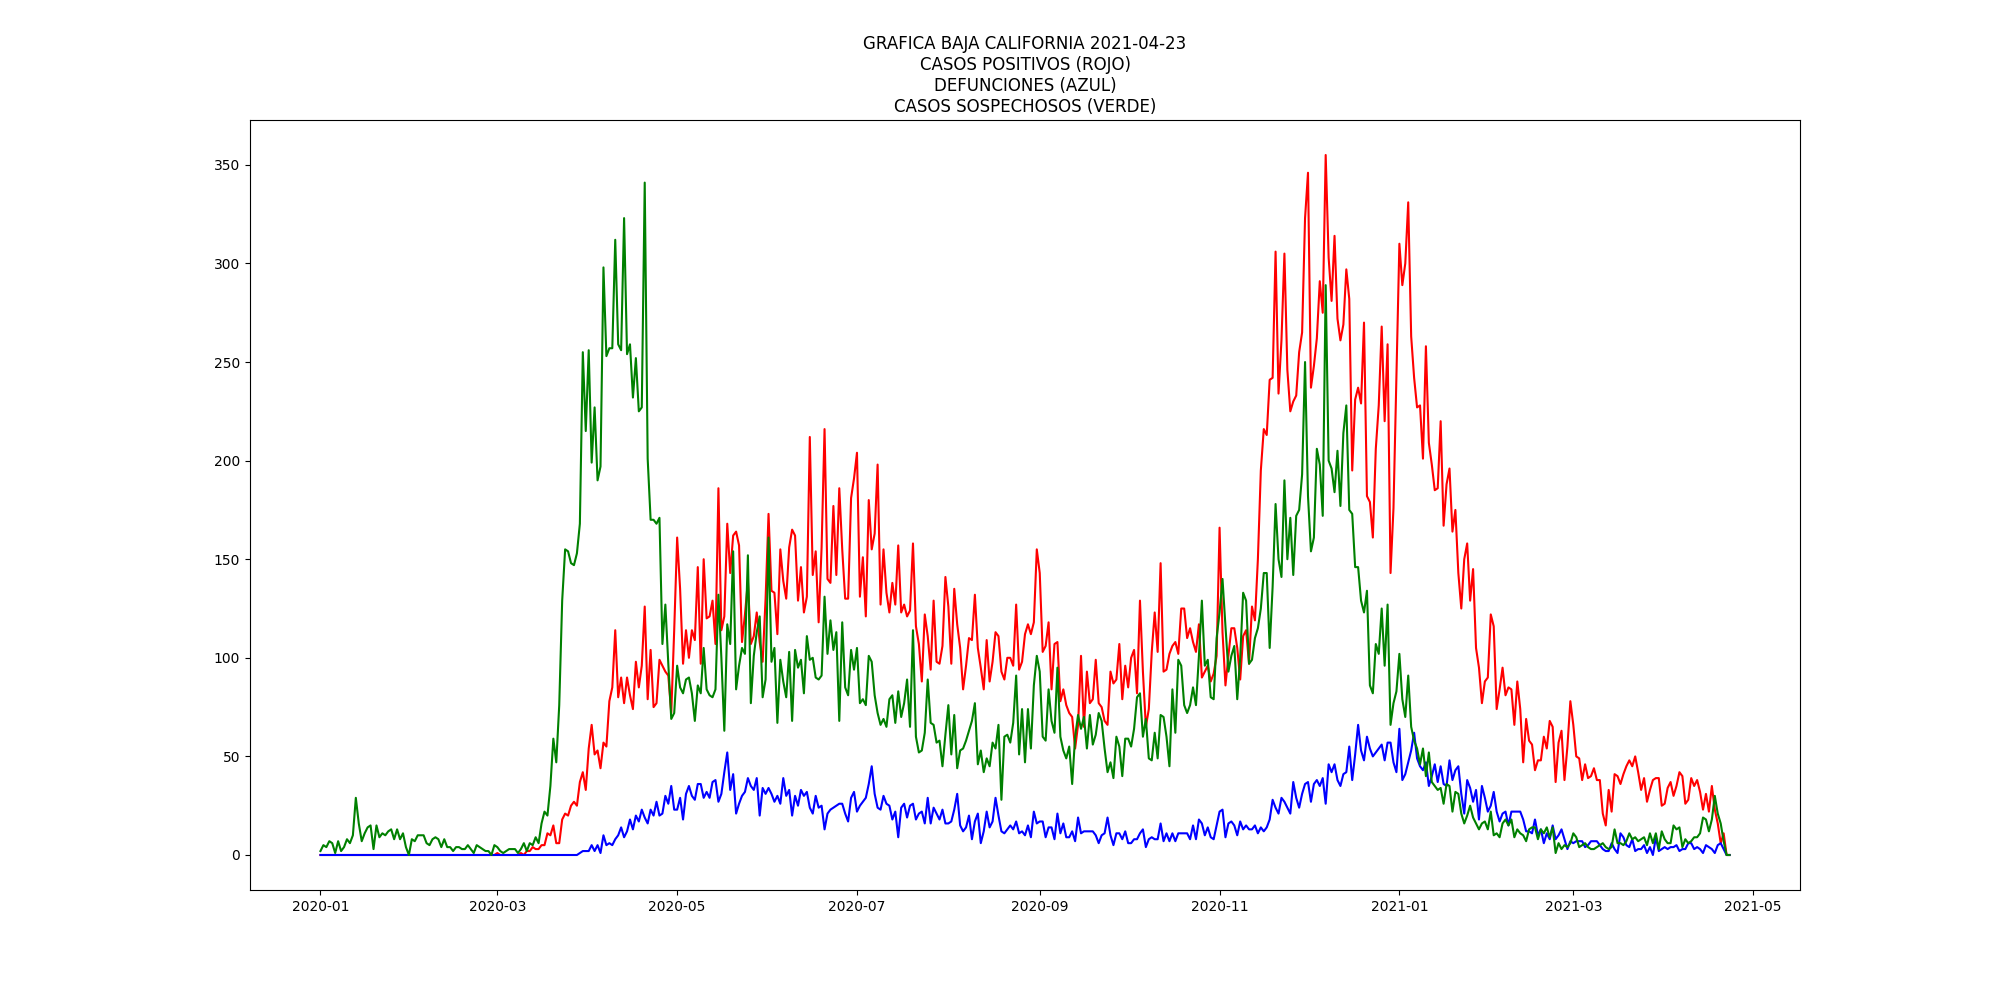 GRAFICA BAJA CALIFORNIA 2021-04-23
CASOS POSITIVOS (ROJO)
DEFUNCIONES (AZUL)
CASOS SOSPECHOSOS (VERDE)
350
300
250
200
150
100
50
0
2020-01 2020-03 2020-05 2020-07 2020-09 2020-11 2021-01 2021-03 2021-05